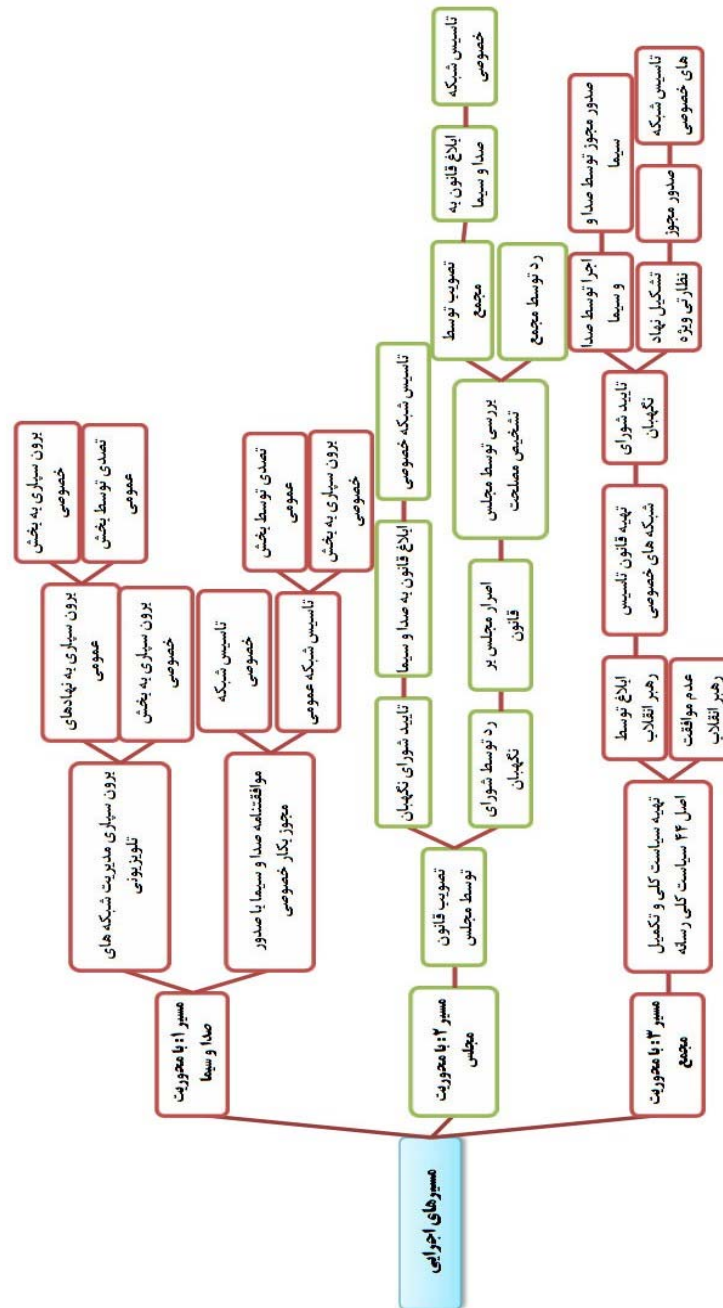 مسیرهای اجرایی
مسیر ۱: با محوریت
صدا و سیما
برون سپاری مدیریت شبکه های
تلویزیونی
برون سپاری به نهادهای
عمومی
برون سپاری به بخش
خصوصی
تصدی توسط بخش
عمومی
برون سپاری به بخش
خصوصی
موافقتنامه صدا و سیما با صدور
مجوز بکار خصوصی
تاسیس شبکه
خصوصی
تاسیس شبکه عمومی
تصدی توسط بخش
عمومی
برون سپاری به بخش
خصوصی
مسیر ۲: با محوریت
مجلس
تصویب قانون
توسط مجلس
تایید شورای نگهبان
ابلاغ قانون به صدا و سیما
تاسیس شبکه خصوصی
رد توسط شورای
نگهبان
اصرار مجلس بر
قانون
بررسی توسط مجلس
تشخیص مصلحت
تصویب توسط
مجمع
ابلاغ قانون به
صدا و سیما
تاسیس شبکه
خصوصی
رد توسط مجمع
مسیر ۳: با محوریت
مجمع
تهیه سیاست کلی و تکمیل
اصل ۴۴ سیاست کلی رسانه
ابلاغ توسط
رهبر انقلاب
تهیه قانون تاسیس
شبکه های خصوصی
تایید شورای
نگهبان
اجرا توسط صدا
و سیما
صدور مجوز توسط صدا و
سیما
تشکیل نهاد
نظارتی ویژه
صدور مجوز
تاسیس شبکه
های خصوصی
عدم موافقت
رهبر انقلاب